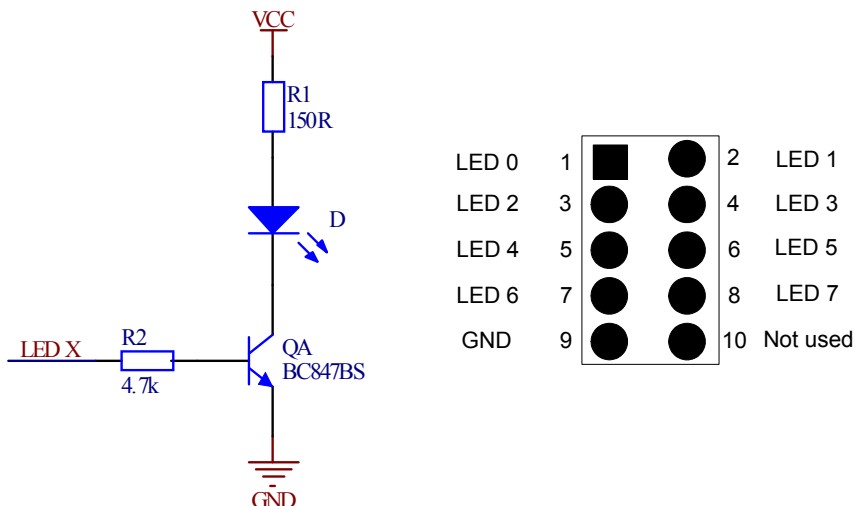 VCC
R1
150R
D
R2
4.7k
LED X
QA
BC847BS
GND
LED 0 1 2 LED 1
LED 2 3 4 LED 3
LED 4 5 6 LED 5
LED 6 7 8 LED 7
GND 9 10 Not used